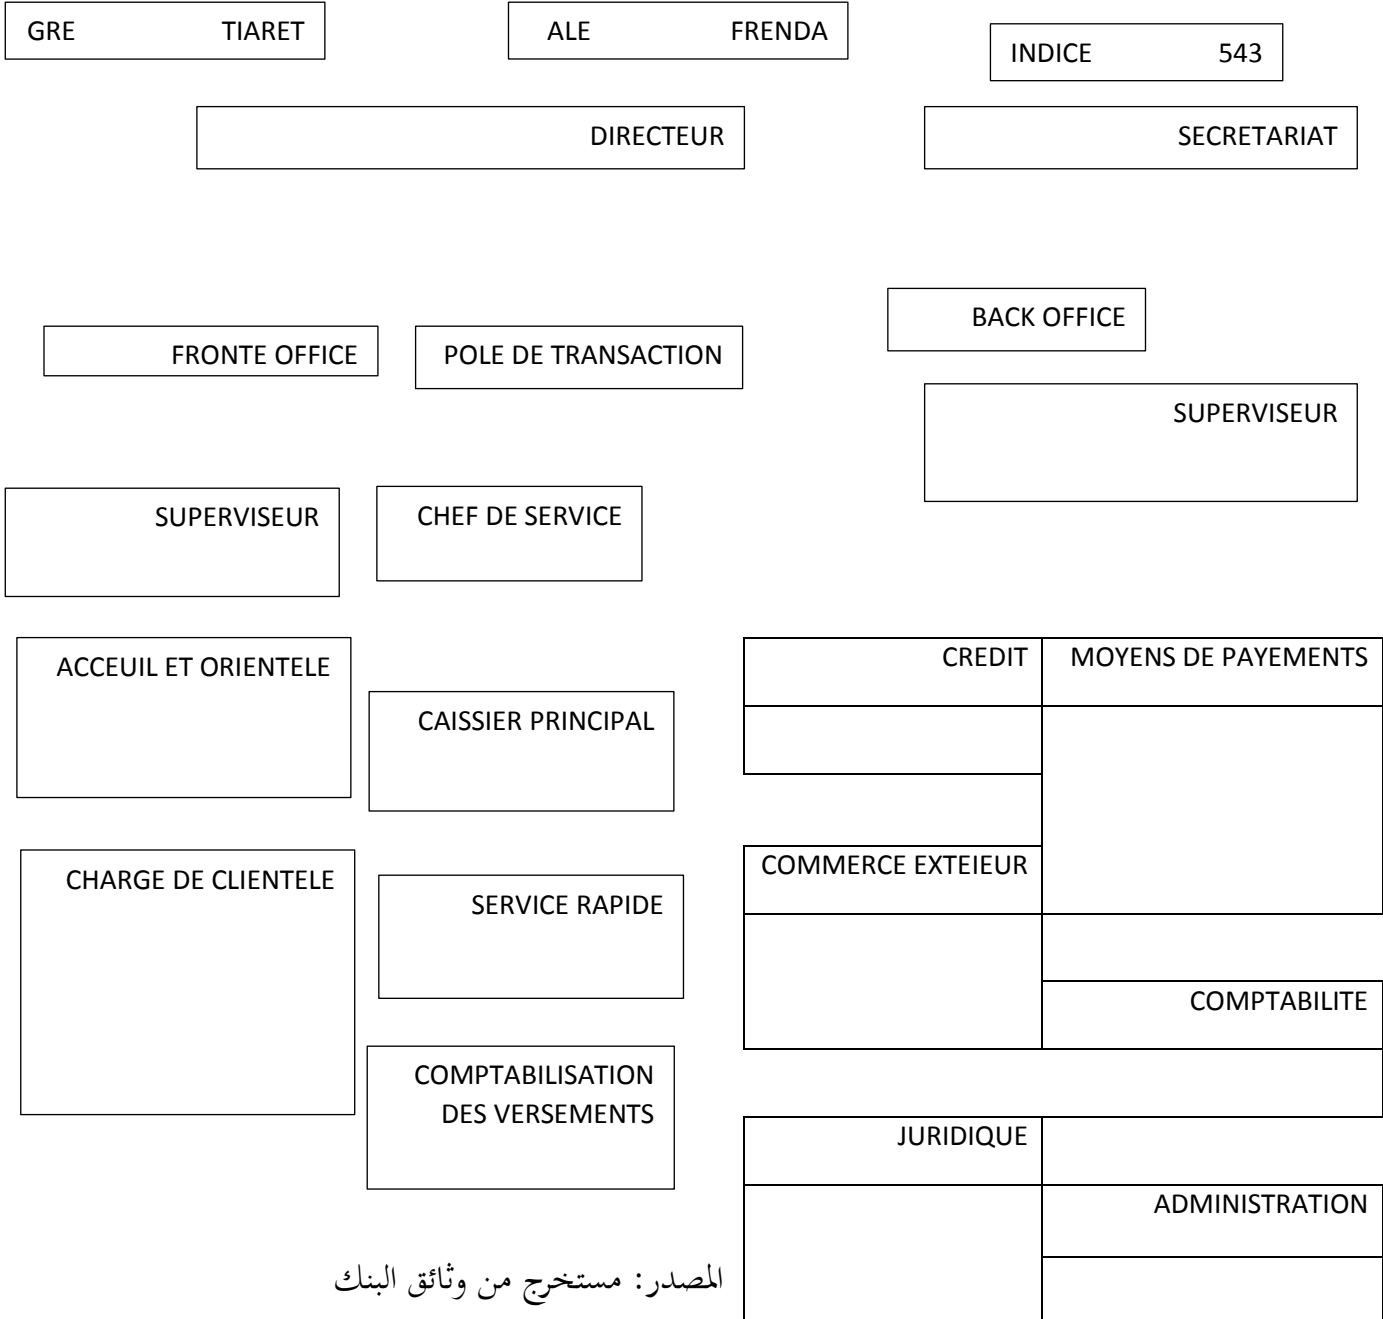 GRE TIARET
ALE FRENDA
INDICE 543
DIRECTEUR
SECRETARIAT
BACK OFFICE
FRONTE OFFICE
POLE DE TRANSACTION
SUPERVISEUR
SUPERVISEUR
CHEF DE SERVICE
ACCEUIL ET ORIENTELE
CREDIT
MOYENS DE PAYEMENTS
CAISSIER PRINCIPAL
CHARGE DE CLIENTELE
COMMERCE EXTEIEUR
SERVICE RAPIDE
COMPTABILITE
COMPTABILISATION
DES VERSEMENTS
JURIDIQUE
ADMINISTRATION
المصدر: مستخرج من وثائق البنك